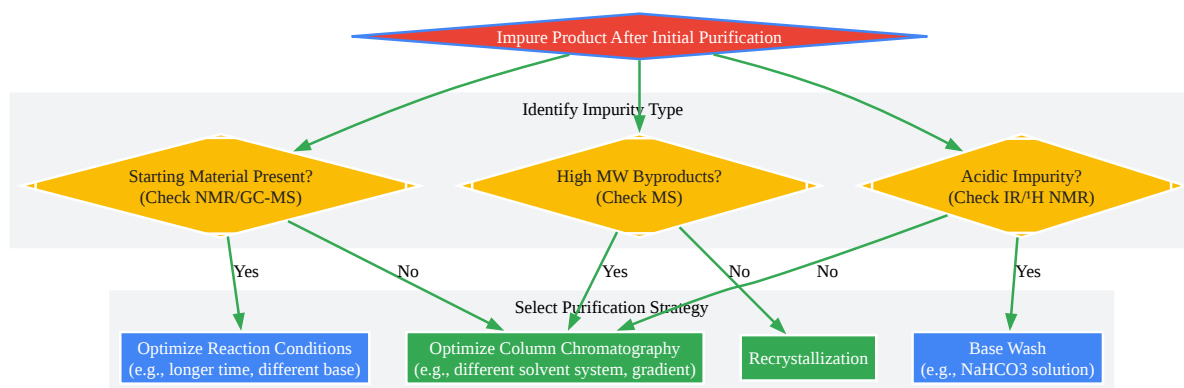 Impure Product After Initial Purification
Identify Impurity Type
Starting Material Present?
(Check NMR/GC-MS)
High MW Byproducts?
(Check MS)
Acidic Impurity?
(Check IR/¹H NMR)
Yes
No
Yes
No
No
Yes
Select Purification Strategy
Optimize Reaction Conditions
(e.g., longer time, different base)
Optimize Column Chromatography
(e.g., different solvent system, gradient)
Recrystallization
Base Wash
(e.g., NaHCO3 solution)